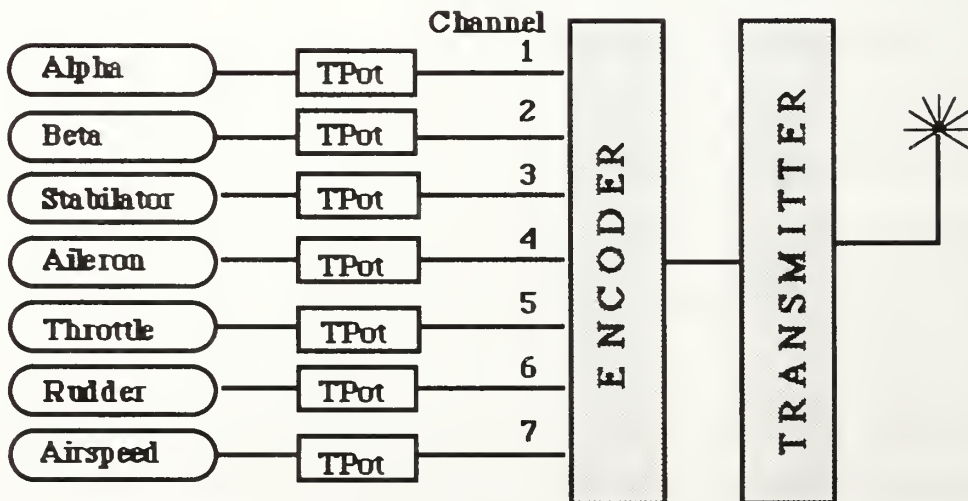 Channel
Alpha TPot 1
Beta TPot 2
Stabilator TPot 3
Aileron TPot 4
Throttle TPot 5
Rudder TPot 6
Airspeed TPot 7
ENCODER
TRANSMITTER